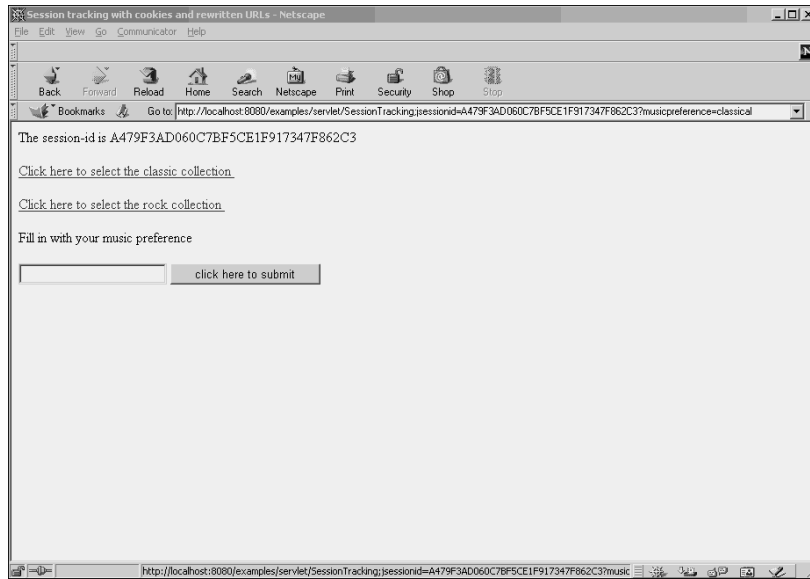 Session tracking with cookies and rewritten URLs - Netscape
File Edit View Go Communicator Help
Back Forward Reload Home Search Netscape Print Security Shop Stop
Bookmarks Go to: http://localhost:8080/examples/servlet/SessionTracking;jsessionid=A479F3AD060C7BF5CE1F917347F862C3?musicpreference=classical
The session-id is A479F3AD060C7BF5CE1F917347F862C3
Click here to select the classic collection
Click here to select the rock collection
Fill in with your music preference
click here to submit
http://localhost:8080/examples/servlet/SessionTracking;jsessionid=A479F3AD060C7BF5CE1F917347F862C3?music